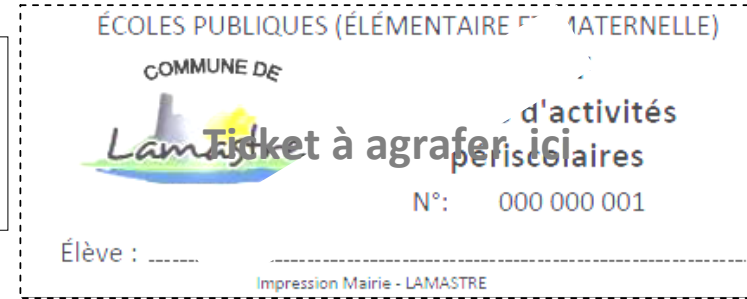 ÉCOLES PUBLIQUES (ÉLÉMENTAIRE MATERNELLE)
COMMUNE DE
Lamastre
d'activités
Ticket à agrafer ici
périscolaires
N°: 000 000 001
Élève :
Impression Mairie - LAMASTRE